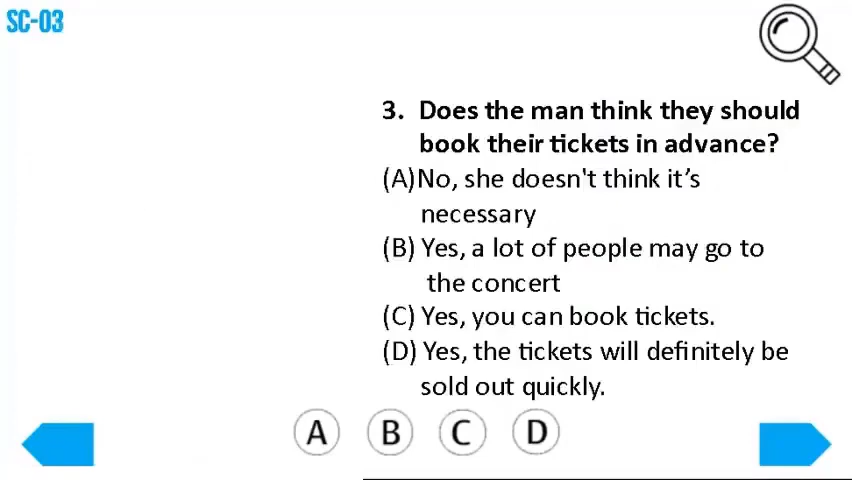 SC-03
3. Does the man think they should
book their tickets in advance?
(A)No, she doesn't think it’s
necessary
(B) Yes, a lot of people may go to
the concert
(C) Yes, you can book tickets.
(D) Yes, the tickets will definitely be
sold out quickly.
A B C D